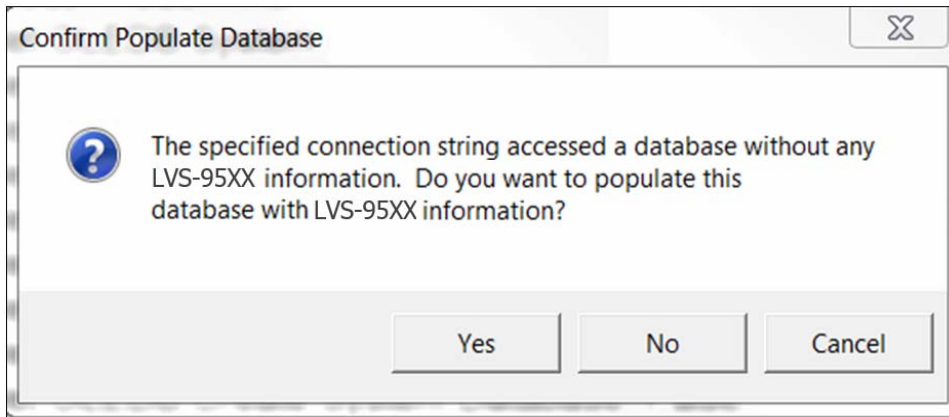 Confirm Populate Database
The specified connection string accessed a database without any
LVS-95XX information. Do you want to populate this
database with LVS-95XX information?
Yes
No
Cancel